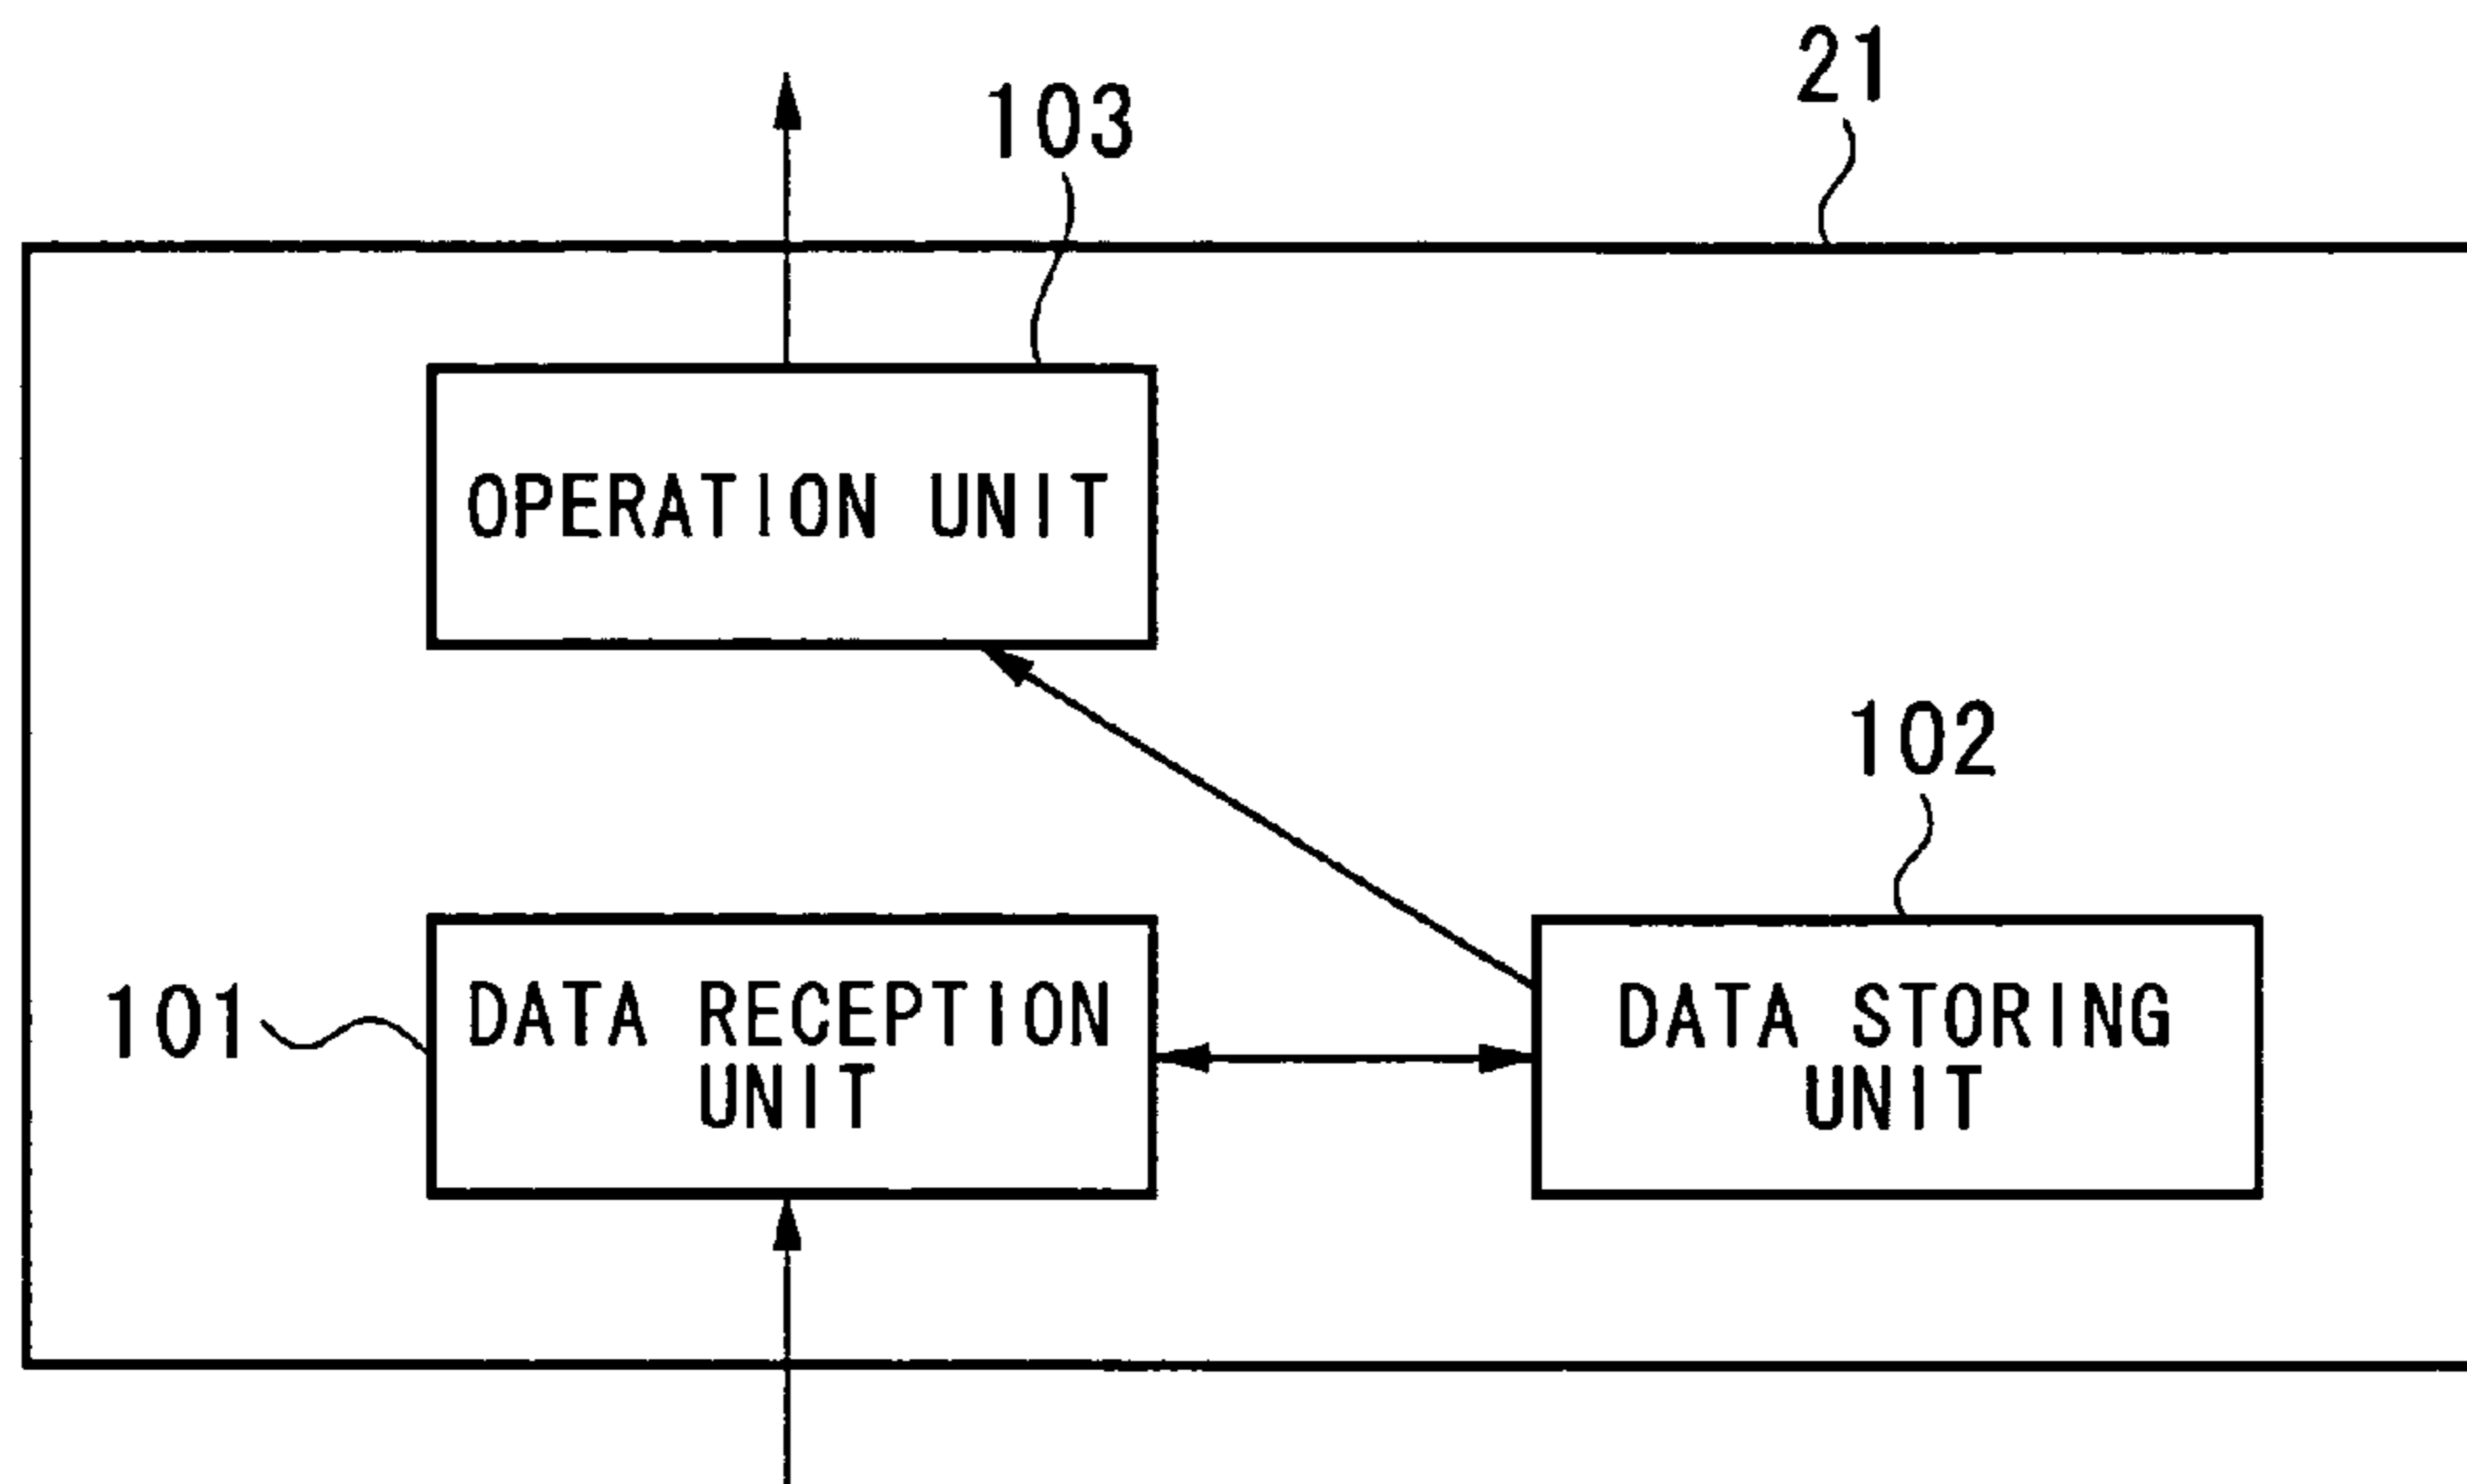 21
103
OPERATION UNIT
102
101
DATA RECEPTION
UNIT
DATA STORING
UNIT